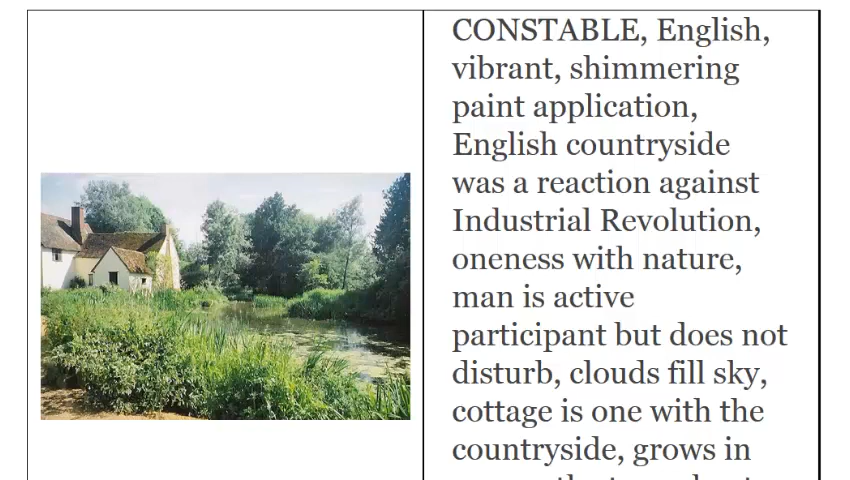 CONSTABLE, English,
vibrant, shimmering
paint application,
English countryside
was a reaction against
Industrial Revolution,
oneness with nature,
man is active
participant but does not
disturb, clouds fill sky,
cottage is one with the
countryside, grows in